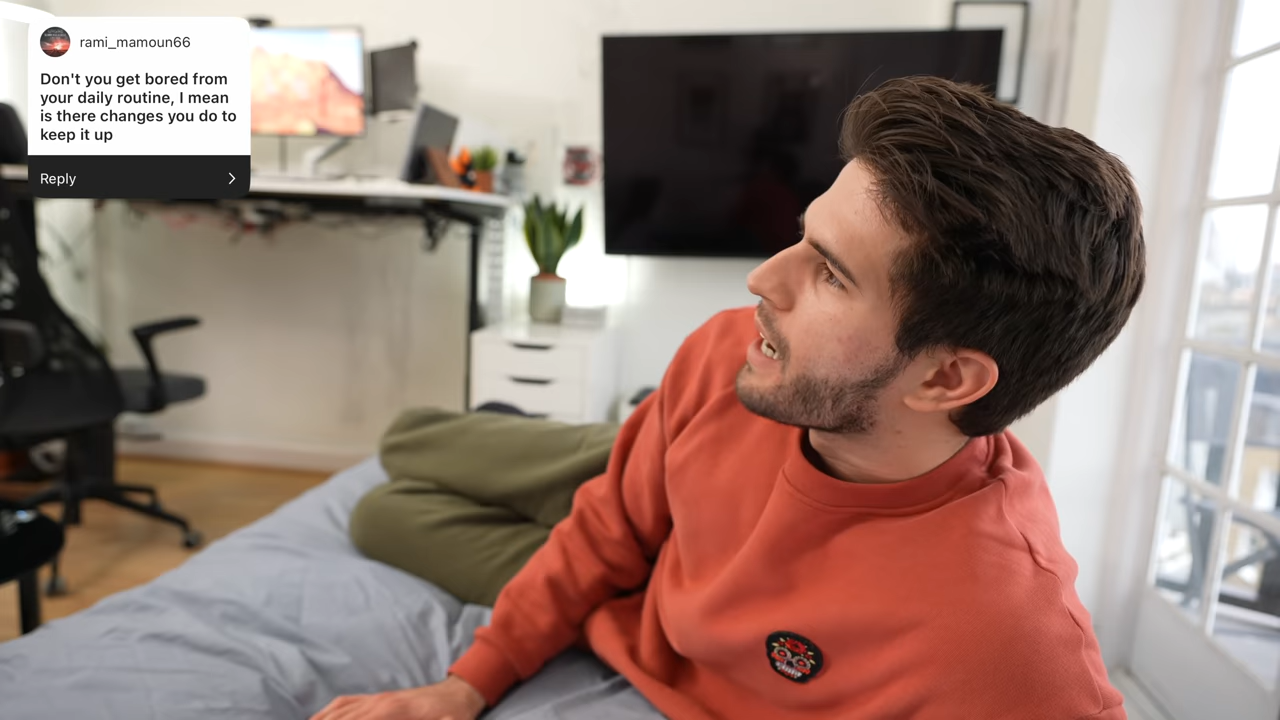 rami_mamoun66
Don't you get bored from
your daily routine, I mean
is there changes you do to
keep it up
Reply